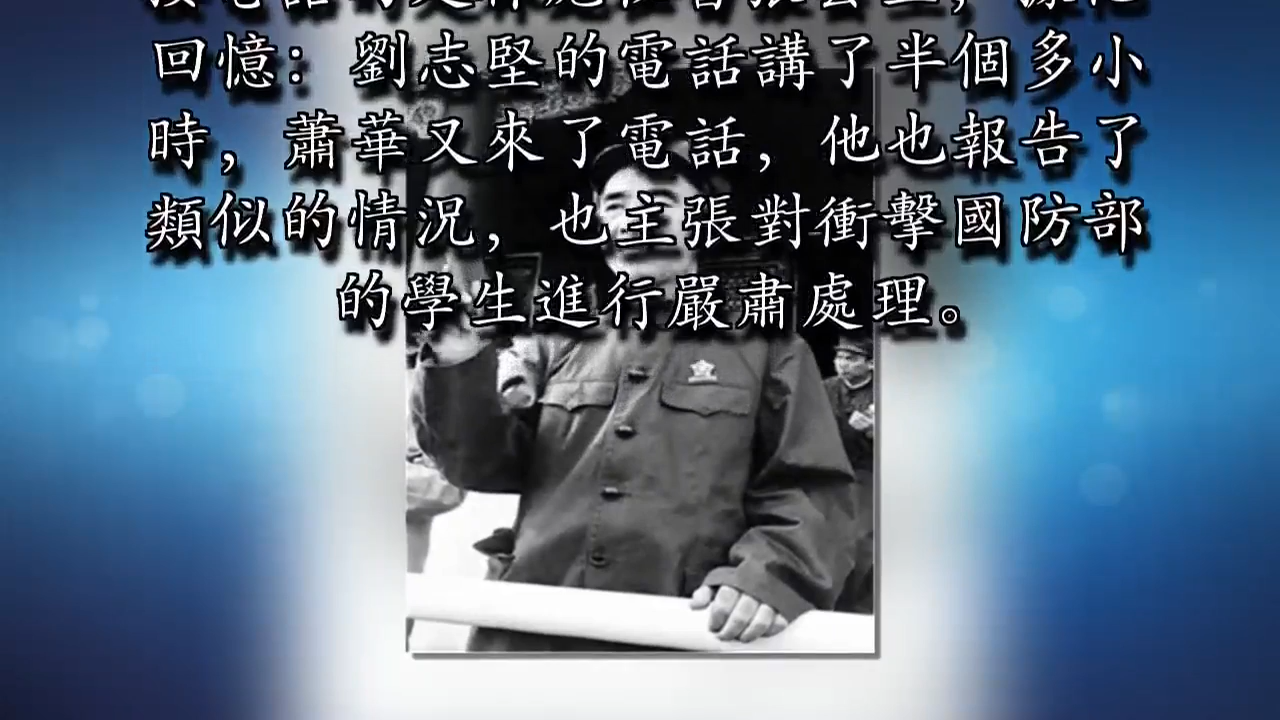 回憶：劉志堅的電話講了半個多小
時，蕭華又來了電話，他也報告了
類似的情況，也主張對衝擊國防部
的學生進行嚴肅處理。